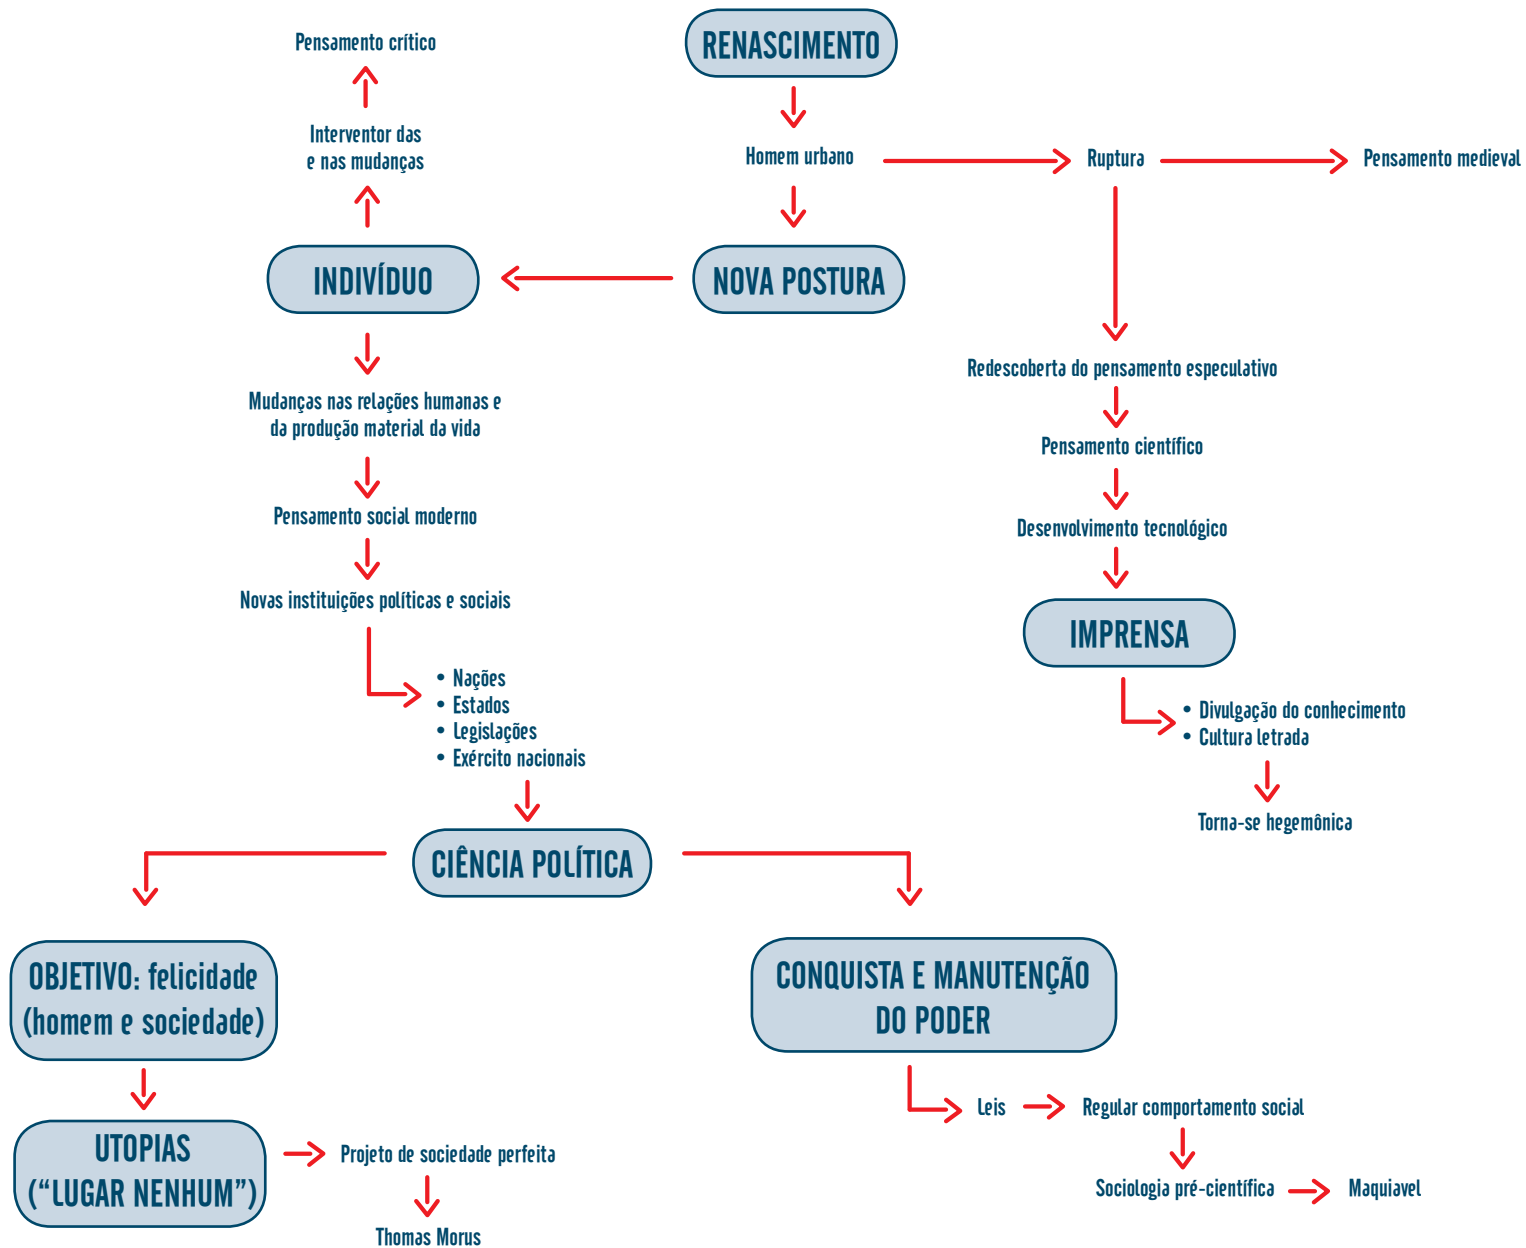 RENASCIMENTO
Pensamento crítico
Interventor das
e nas mudanças
Homem urbano
Ruptura
Pensamento medieval
INDIVÍDUO
NOVA POSTURA
Mudanças nas relações humanas e
da produção material da vida
Pensamento social moderno
Novas instituições políticas e sociais
• Nações
• Estados
• Legislações
• Exército nacionais
Redescoberta do pensamento especulativo
Pensamento científico
Desenvolvimento tecnológico
IMPRENSA
• Divulgação do conhecimento
• Cultura letrada
Torna-se hegemônica
CIÊNCIA POLÍTICA
OBJETIVO: felicidade
(homem e sociedade)
UTOPIAS
(“LUGAR NENHUM”)
Projeto de sociedade perfeita
Thomas Morus
CONQUISTA E MANUTENÇÃO
DO PODER
Leis
Regular comportamento social
Sociologia pré-científica
Maquiavel